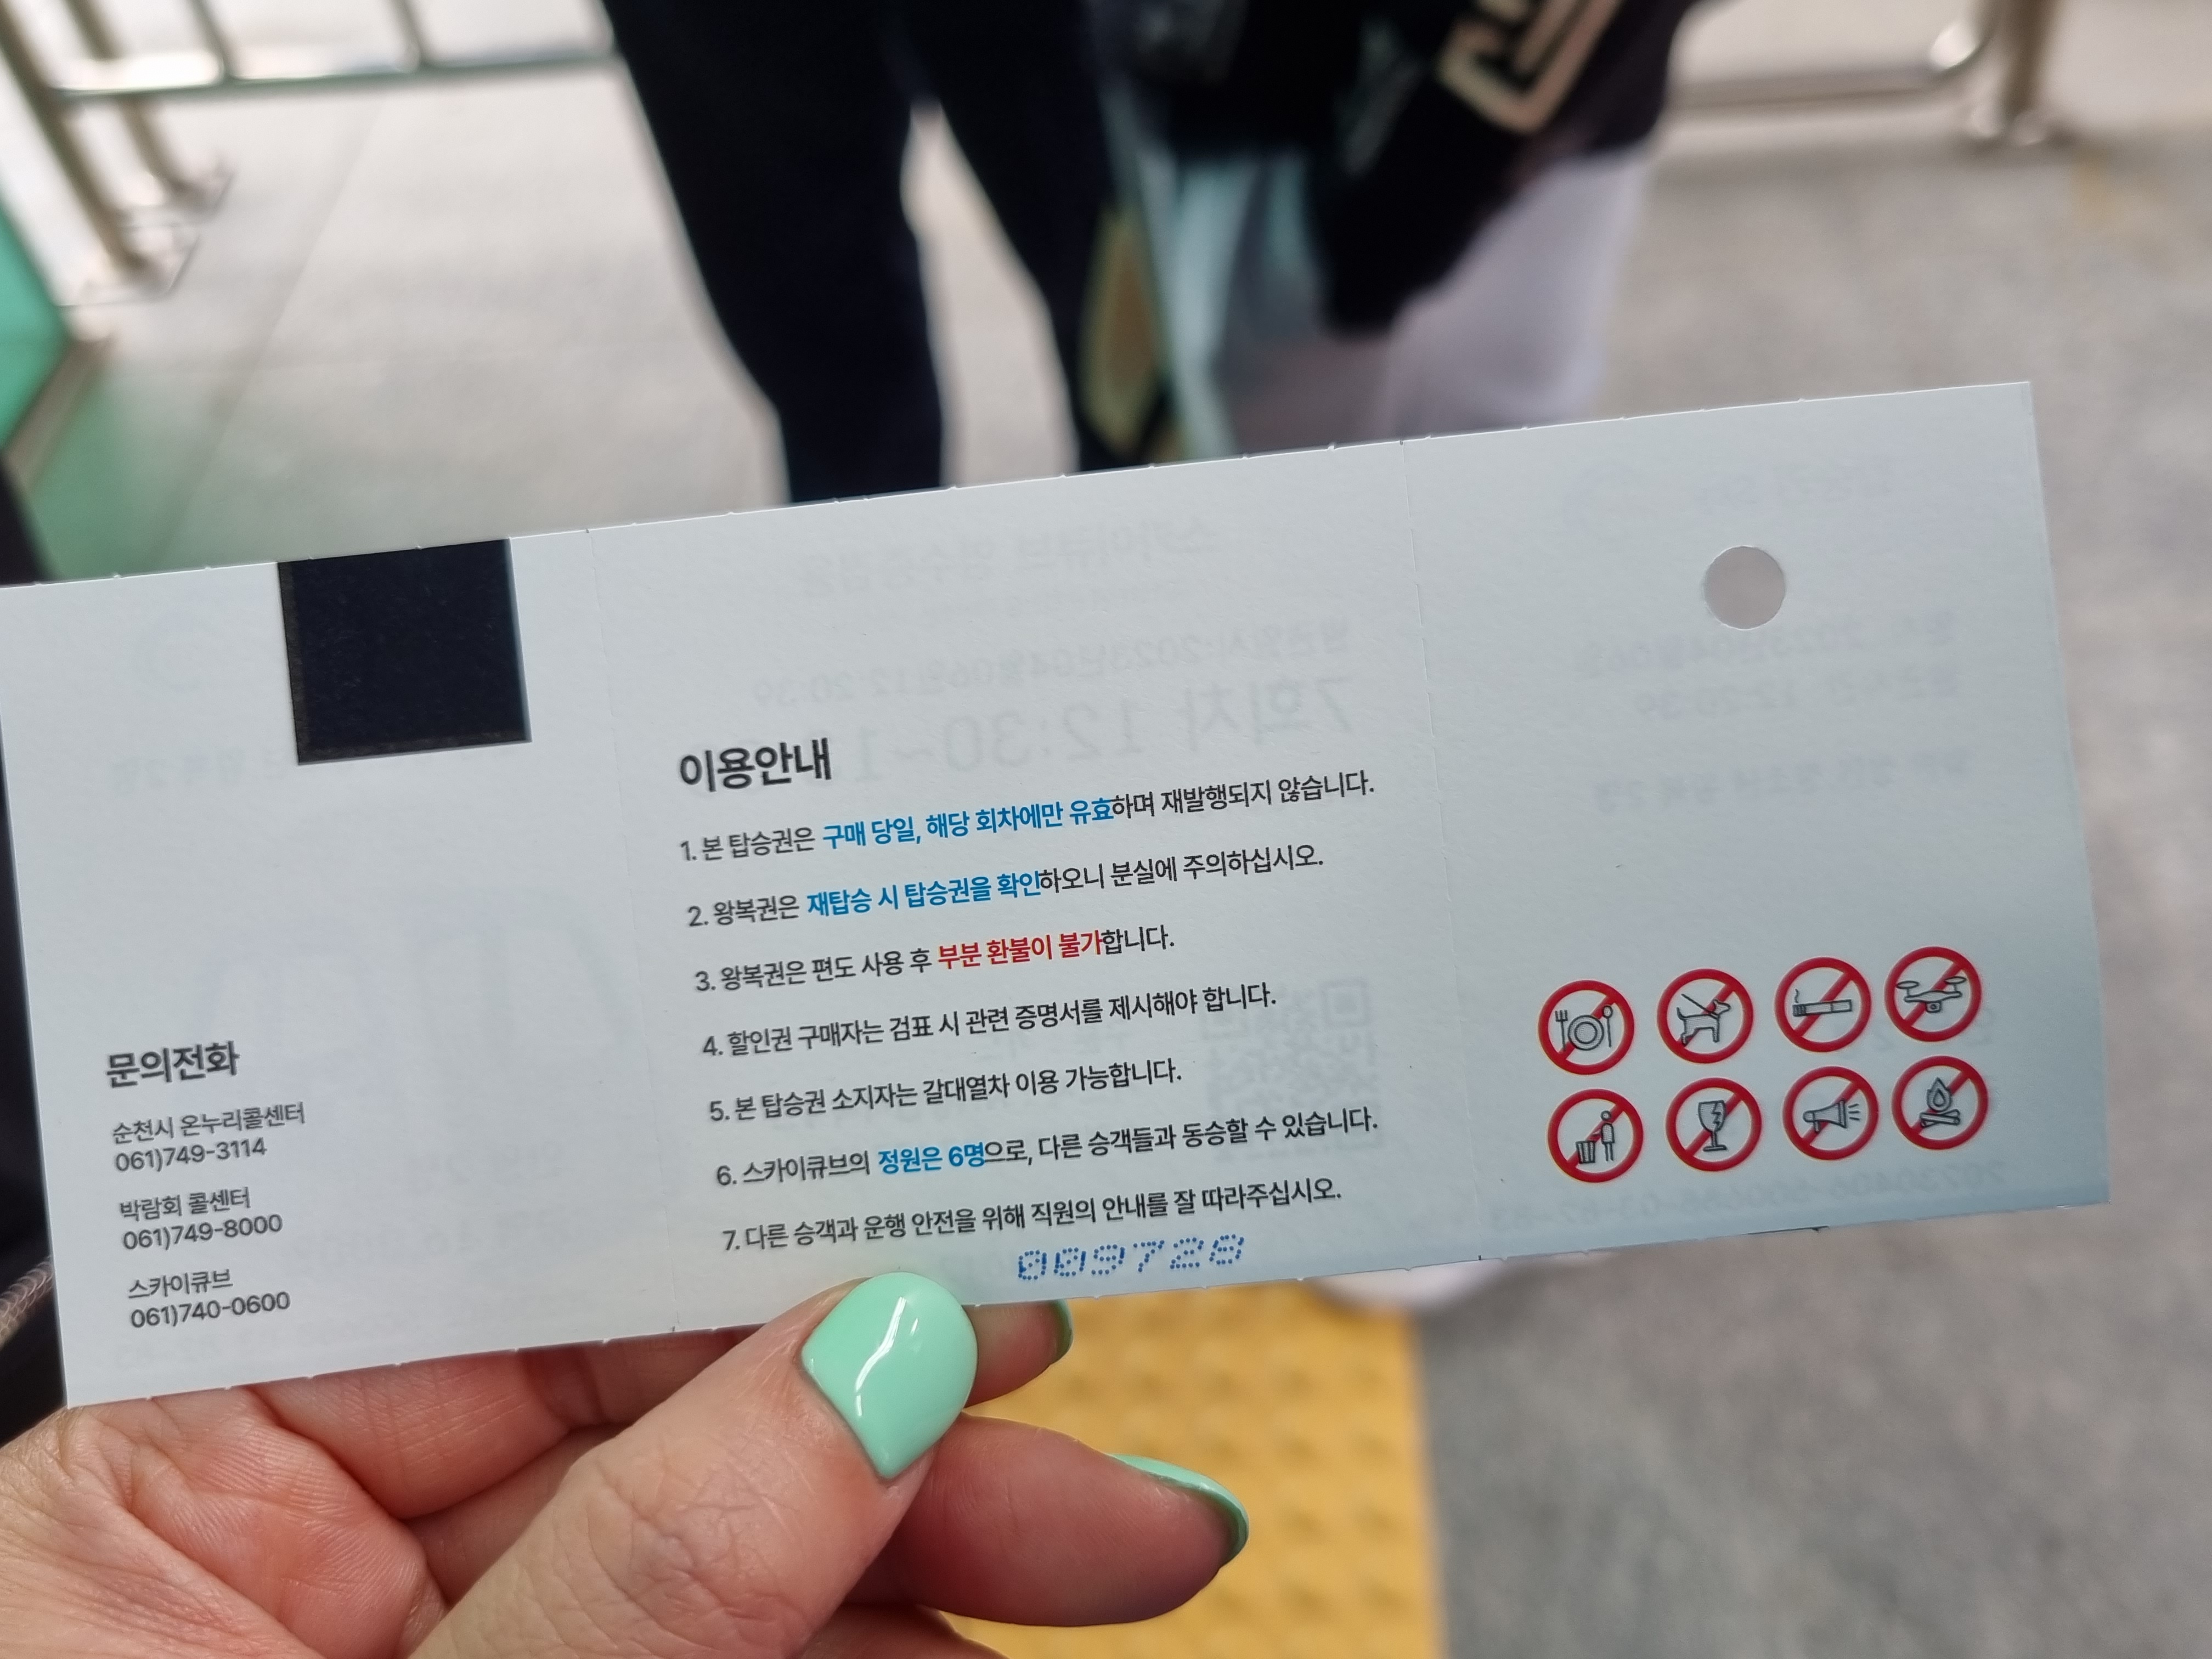 문의전화
순천시 온누리콜센터
061)749-3114
박람회 콜센터
061)749-8000
스카이큐브
061)740-0600
이용안내
1. 본 탑승권은 구매 당일, 해당 회차에만 유효하며 재발행되지 않습니다.
2. 왕복권은 재탑승 시 탑승권을 확인하오니 분실에 주의하십시오.
3. 왕복권은 편도 사용 후 부분 환불이 불가합니다.
4. 할인권 구매자는 검표 시 관련 증명서를 제시해야 합니다.
5. 본 탑승권 소지자는 갈대열차 이용 가능합니다.
6. 스카이큐브의 정원은 6명으로, 다른 승객들과 동승할 수 있습니다.
7. 다른 승객과 운행 안전을 위해 직원의 안내를 잘 따라주십시오.
009728